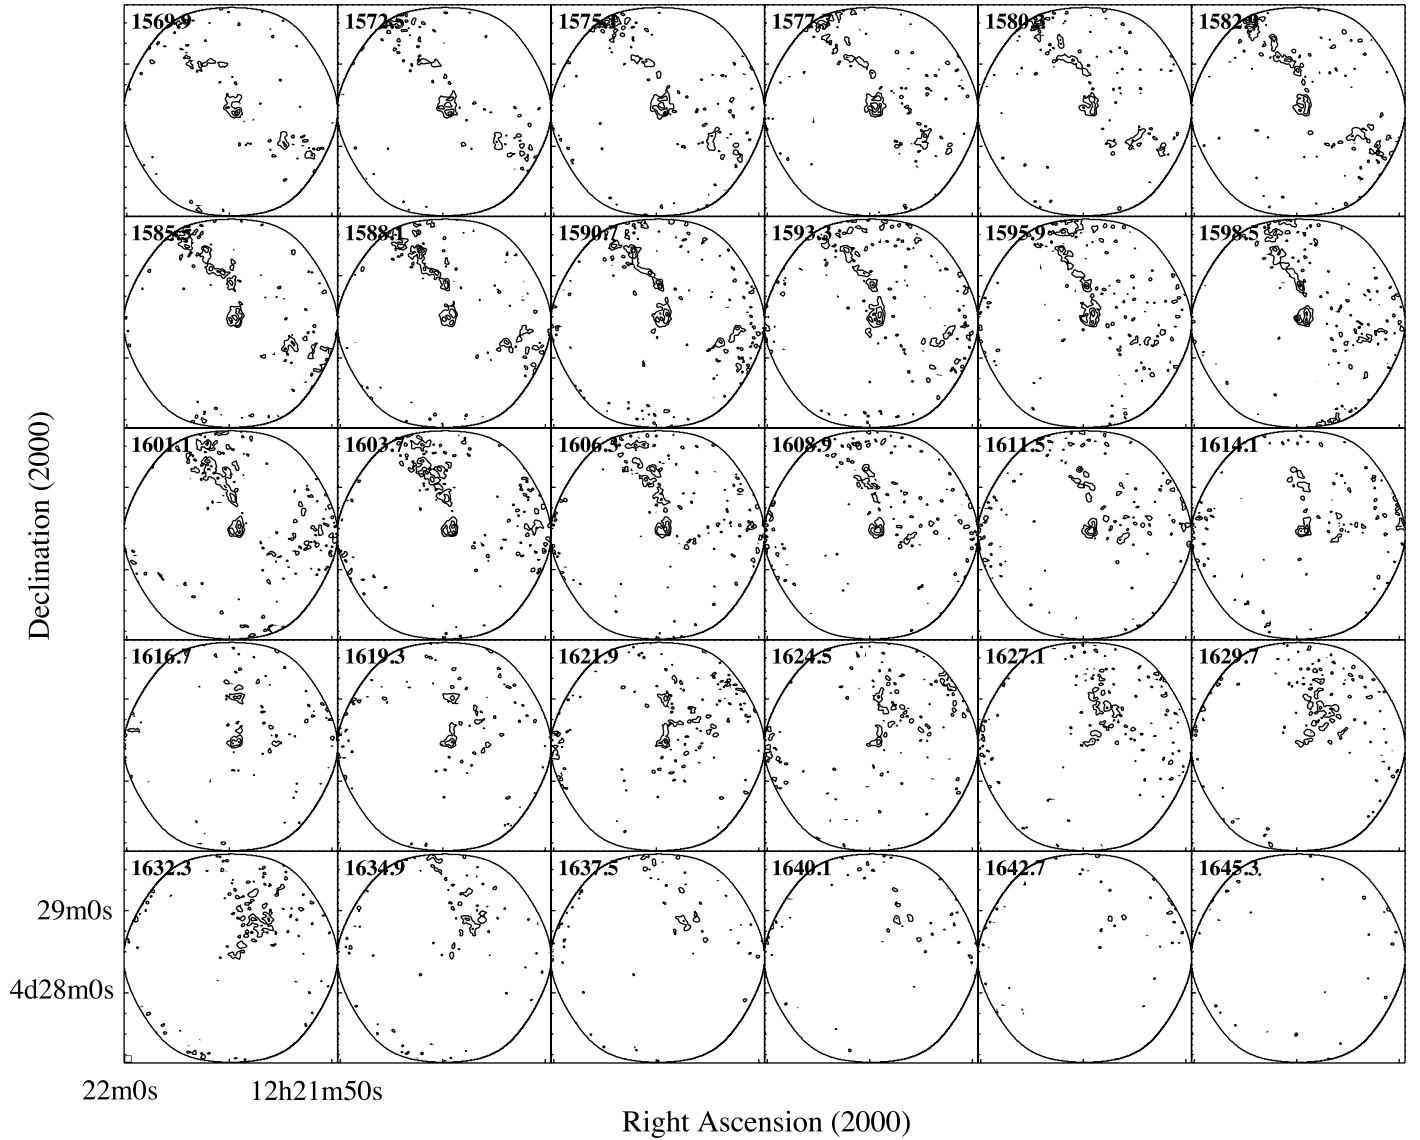 1569.9 1572.5 1575.1 1577.7 1580.3 1582.9
1585.5 1588.1 1590.7 1593.3 1595.9 1598.5
1601.1 1603.7 1606.3 1608.9 1611.5 1614.1
1616.7 1619.3 1621.9 1624.5 1627.1 1629.7
1632.3 1634.9 1637.5 1640.1 1642.7 1645.3
Declination (2000)
29m0s
4d28m0s
22m0s 12h21m50s
Right Ascension (2000)